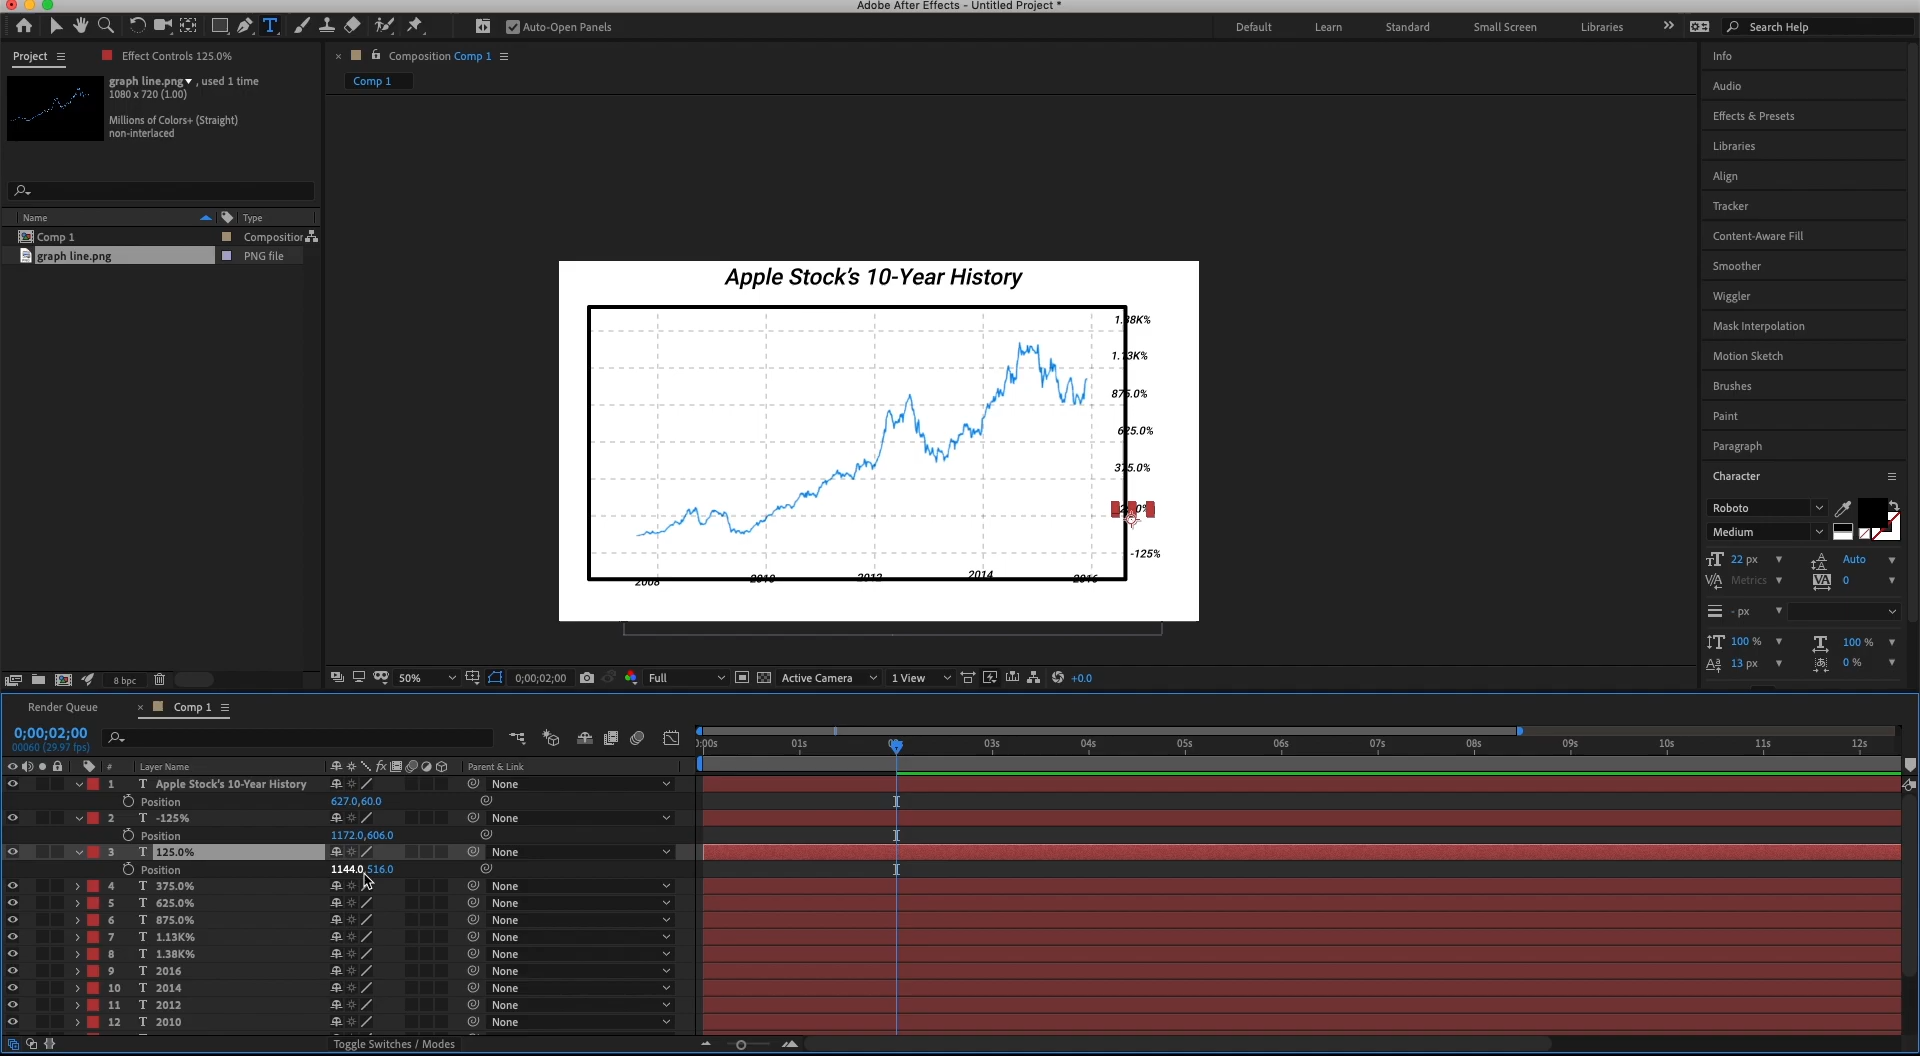 Adobe After Effects - Untitled Project *
Auto-Open Panels
Default
Learn
Standard
Small Screen
Libraries
Search Help
Project
Effect Controls 125.0%
graph line.png , used 1 time
1080 x 720 (1.00)
Millions of Colors+ (Straight)
non-interlaced
Name
Type
Comp 1
Composition
graph line.png
PNG file
8 bpc
Composition Comp 1
Comp 1
Apple Stock's 10-Year History
1.38K%
1.13K%
875.0%
625.0%
375.0%
-125%
2008
2010
2012
2014
2016
50%
0;00;02;00
Full
Active Camera
1 View
+0.0
Info
Audio
Effects & Presets
Libraries
Align
Tracker
Content-Aware Fill
Smoother
Wiggler
Mask Interpolation
Motion Sketch
Brushes
Paint
Paragraph
Character
Roboto
Medium
22 px
Auto
Metrics
0
- px
100 %
100 %
13 px
0 %
Render Queue
Comp 1
0;00;02;00
00060 (29.97 fps)
01s
03s
04s
05s
06s
07s
08s
09s
10s
11s
12s
# Layer Name
Parent & Link
1 T Apple Stock's 10-Year History None
Position 627.0,60.0
2 T -125% None
Position 1172.0,606.0
3 T 125.0% None
Position 1144.0,516.0
4 T 375.0% None
5 T 625.0% None
6 T 875.0% None
7 T 1.13K% None
8 T 1.38K% None
9 T 2016 None
10 T 2014 None
11 T 2012 None
12 T 2010 None
Toggle Switches / Modes